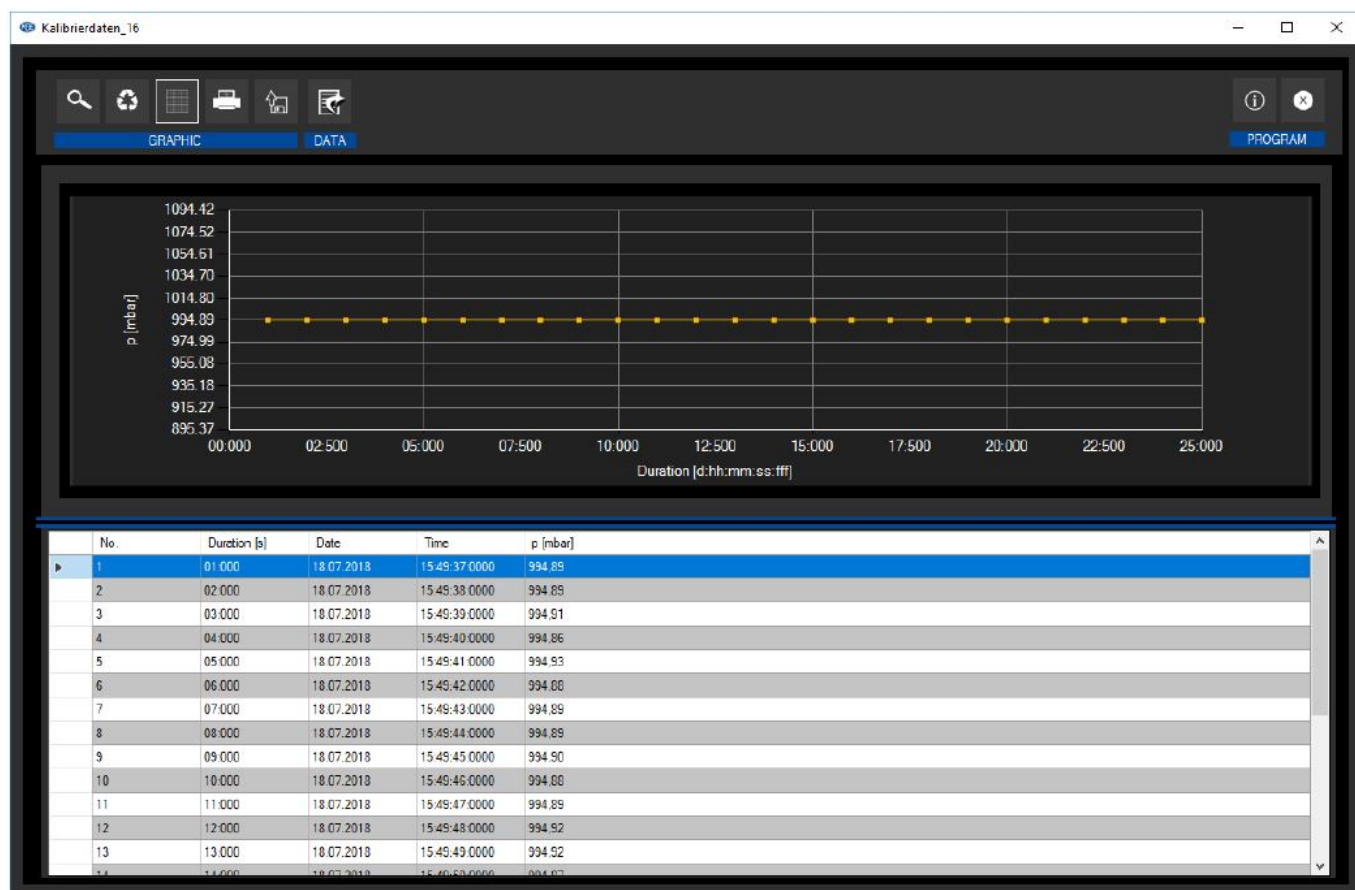 Kalibrierdaten_16
GRAPHIC DATA PROGRAM
1094.42
1074.52
1054.61
1034.70
1014.80
994.89
974.99
955.08
935.18
915.27
895.37
p [mbar]
00:000 02:500 05:000 07:500 10:000 12:500 15:000 17:500 20:000 22:500 25:000
Duration [d:hh:mm:ss:fff]
No. Duration [s] Date Time p [mbar]
1 01:000 18.07.2018 15:49:37:0000 994,89
2 02:000 18.07.2018 15:49:38:0000 994,89
3 03:000 18.07.2018 15:49:39:0000 994,91
4 04:000 18.07.2018 15:49:40:0000 994,86
5 05:000 18.07.2018 15:49:41:0000 994,93
6 06:000 18.07.2018 15:49:42:0000 994,88
7 07:000 18.07.2018 15:49:43:0000 994,89
8 08:000 18.07.2018 15:49:44:0000 994,89
9 09:000 18.07.2018 15:49:45:0000 994,90
10 10:000 18.07.2018 15:49:46:0000 994,88
11 11:000 18.07.2018 15:49:47:0000 994,89
12 12:000 18.07.2018 15:49:48:0000 994,92
13 13:000 18.07.2018 15:49:49:0000 994,92